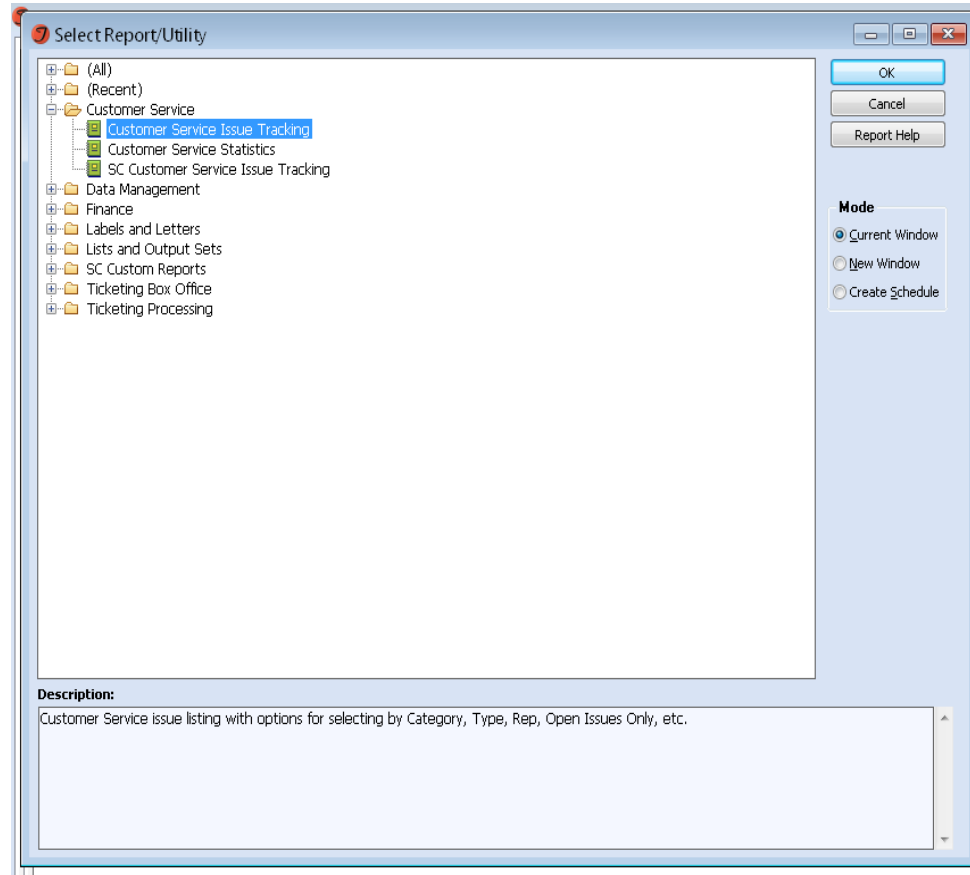 Select Report/Utility
(All)
(Recent)
Customer Service
Customer Service Issue Tracking
Customer Service Statistics
SC Customer Service Issue Tracking
Data Management
Finance
Labels and Letters
Lists and Output Sets
SC Custom Reports
Ticketing Box Office
Ticketing Processing
OK
Cancel
Report Help
Mode
Current Window
New Window
Create Schedule
Description:
Customer Service issue listing with options for selecting by Category, Type, Rep, Open Issues Only, etc.